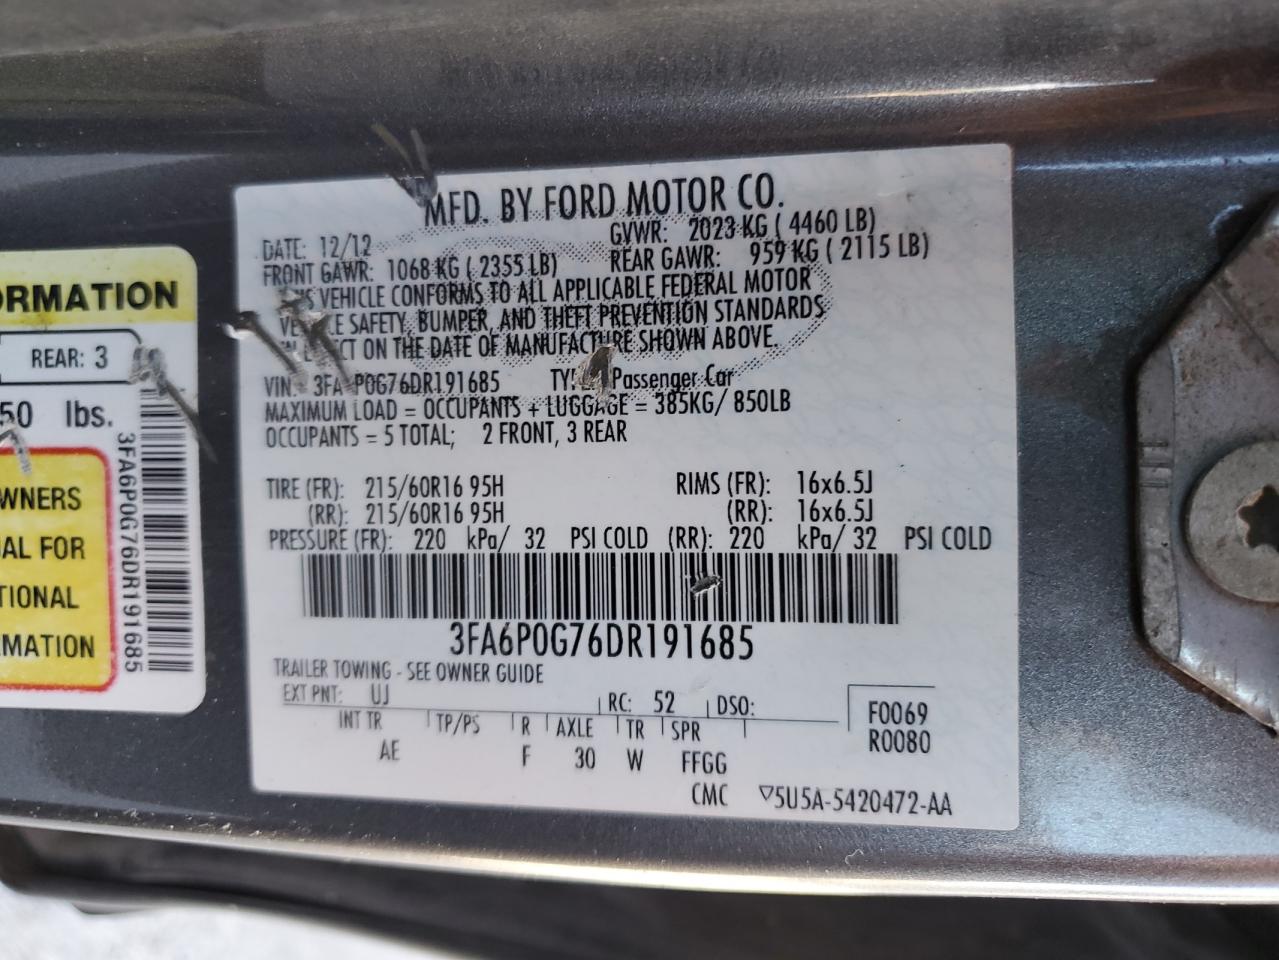 ORMATION
REAR: 3
50 lbs.
3FA6P0G76DR191685
WNERS
AL FOR
TIONAL
RMATION
MFD. BY FORD MOTOR CO.
DATE: 12/12
GVWR: 2023 KG ( 4460 LB)
FRONT GAWR: 1068 KG ( 2355 LB)
REAR GAWR: 959 KG ( 2115 LB)
VEHICLE CONFORMS TO ALL APPLICABLE FEDERAL MOTOR
SAFETY, BUMPER, AND THEFT PREVENTION STANDARDS
ON THE DATE OF MANUFACTURE SHOWN ABOVE.
VIN: 3FA P0G76DR191685 Passenger Car
MAXIMUM LOAD = OCCUPANTS + LUGGAGE = 385KG/ 850LB
OCCUPANTS = 5 TOTAL; 2 FRONT, 3 REAR
TIRE (FR): 215/60R16 95H RIMS (FR): 16x6.5J
(RR): 215/60R16 95H (RR): 16x6.5J
PRESSURE (FR): 220 kPa/ 32 PSI COLD (RR): 220 kPa/ 32 PSI COLD
3FA6P0G76DR191685
TRAILER TOWING - SEE OWNER GUIDE
EXT PNT: UJ RC: 52 DSO:
INT TR TP/PS R AXLE TR SPR
AE F 30 W FFGG
CMC
F0069
R0080
▽5U5A-5420472-AA